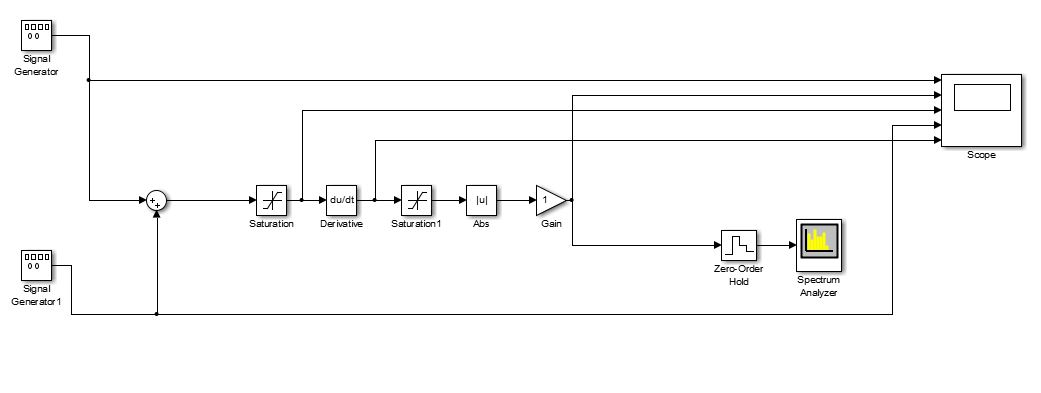 Signal
Generator
Scope
++
Saturation
du/dt
Derivative
Saturation1
|u|
Abs
1
Gain
Zero-Order
Hold
Spectrum
Analyzer
Signal
Generator1